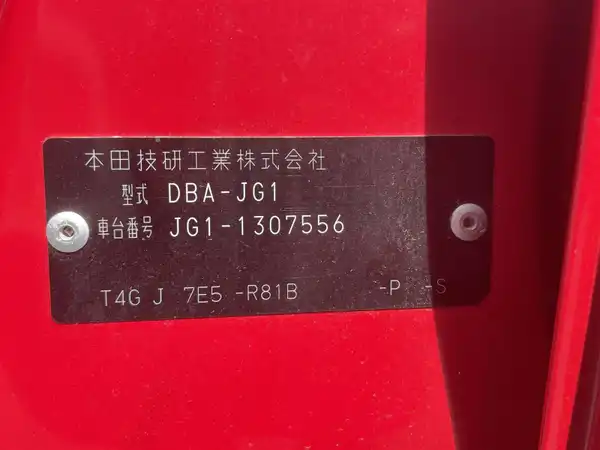 本田技研工業株式会社
型式 DBA-JG1
車台番号 JG1-1307556
T4G J 7E5 -R81B -P -S